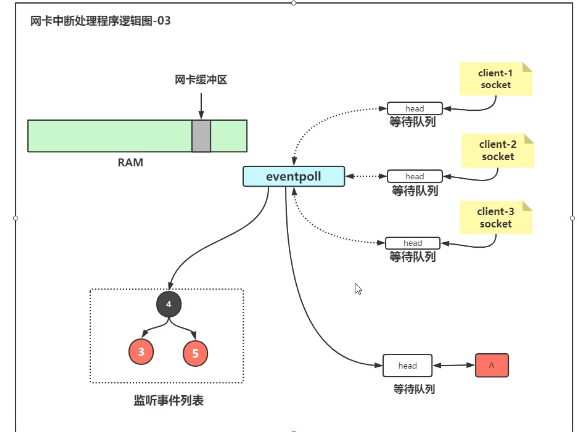 网卡中断处理程序逻辑图-03
网卡缓冲区
RAM
eventpoll
head
等待队列
client-1
socket
head
等待队列
client-2
socket
head
等待队列
client-3
socket
4
3
5
监听事件列表
head
等待队列
A